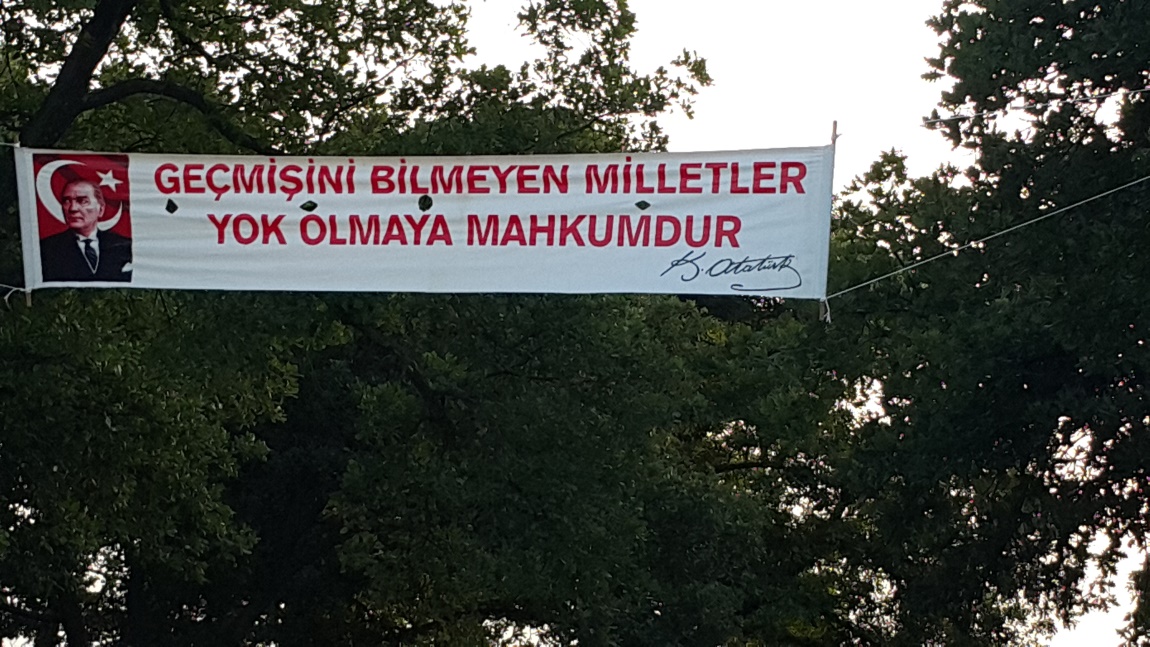 GEÇMİŞİNİ BİLMEYEN MİLLETLER
YOK OLMAYA MAHKUMDUR
K. Atatürk